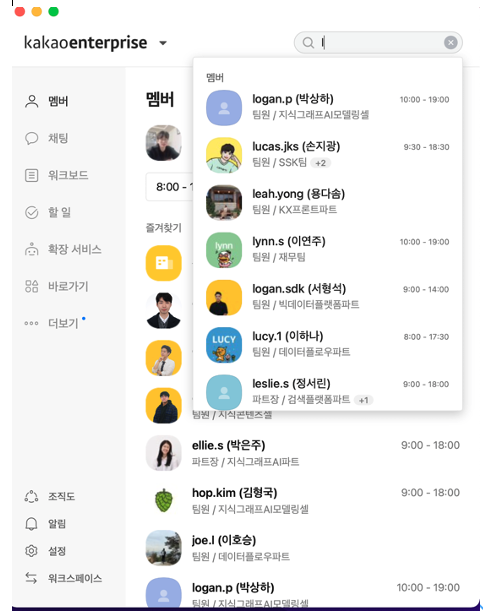 kakaoenterprise
l
멤버
채팅
워크보드
할 일
확장 서비스
바로가기
더보기
조직도
알림
설정
워크스페이스
멤버
8:00 - 1
즐겨찾기
멤버
logan.p (박상하) 10:00 - 19:00
팀원 / 지식그래프AI모델링셀
lucas.jks (손지광) 9:30 - 18:30
팀원 / SSK팀 +2
leah.yong (용다솜)
팀원 / KX프론트파트
lynn
lynn.s (이연주) 10:00 - 19:00
팀원 / 재무팀
logan.sdk (서형석) 9:00 - 14:00
팀원 / 빅데이터플랫폼파트
LUCY
lucy.1 (이하나) 8:00 - 17:30
팀원 / 데이터플로우파트
leslie.s (정서린) 9:00 - 18:00
파트장 / 검색플랫폼파트 +1
팀원 / 지식콘텐츠셀
ellie.s (박은주) 9:00 - 18:00
파트장 / 지식그래프AI파트
hop.kim (김형국) 9:00 - 18:00
팀원 / 지식그래프AI모델링셀
joe.l (이호승)
팀원 / 데이터플로우파트
logan.p (박상하) 10:00 - 19:00
팀원 / 지식그래프AI모델링셀